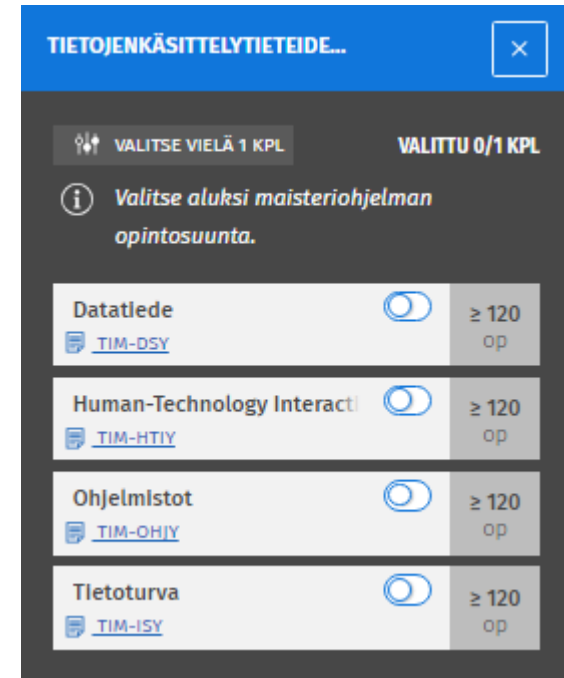 TIETOJENKÄSITTELYTIETEIDE...
VALITSE VIELÄ 1 KPL
VALITTU 0/1 KPL
Valitse aluksi maisteriohjelman
opintosuunta.
Datatiede
≥ 120
TIM-DSY
op
Human-Technology Interacti
≥ 120
TIM-HTIY
op
Ohjelmistot
≥ 120
TIM-OHJY
op
Tietoturva
≥ 120
TIM-ISY
op